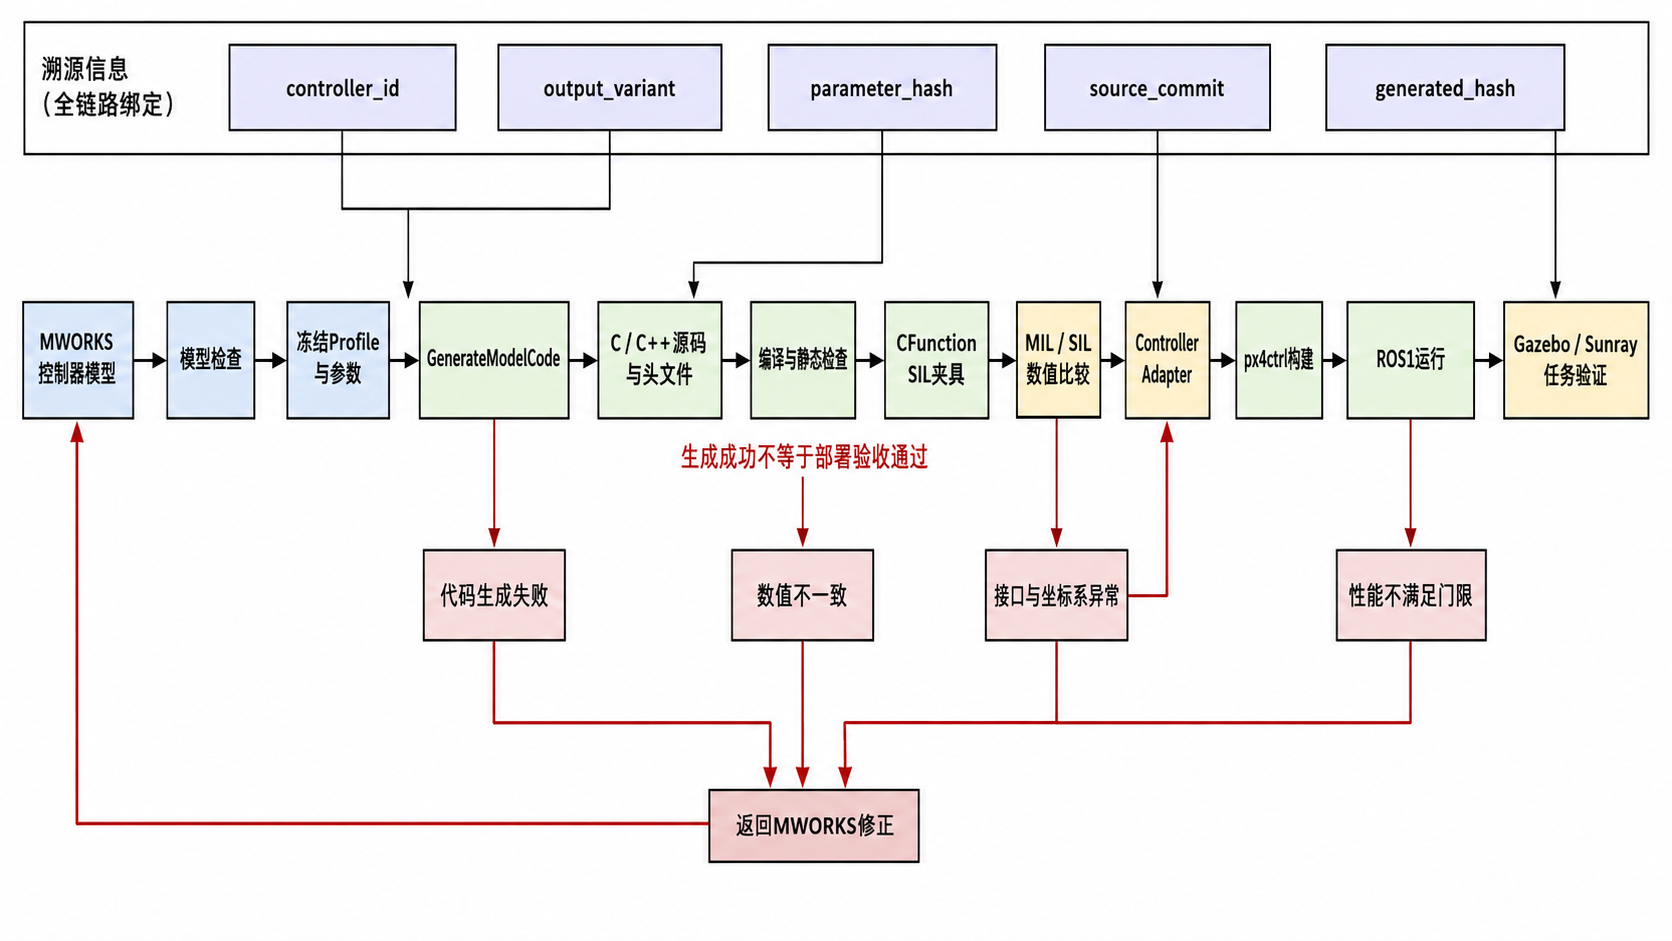 溯源信息
（全链路绑定）
controller_id
output_variant
parameter_hash
source_commit
generated_hash
MWORKS
控制器模型
模型检查
冻结Profile
与参数
GenerateModelCode
C / C++源码
与头文件
编译与静态检查
CFunction
SIL夹具
MIL / SIL
数值比较
Controller
Adapter
px4ctrl构建
ROS1运行
Gazebo / Sunray
任务验证
生成成功不等于部署验收通过
代码生成失败
数值不一致
接口与坐标系异常
性能不满足门限
返回MWORKS修正